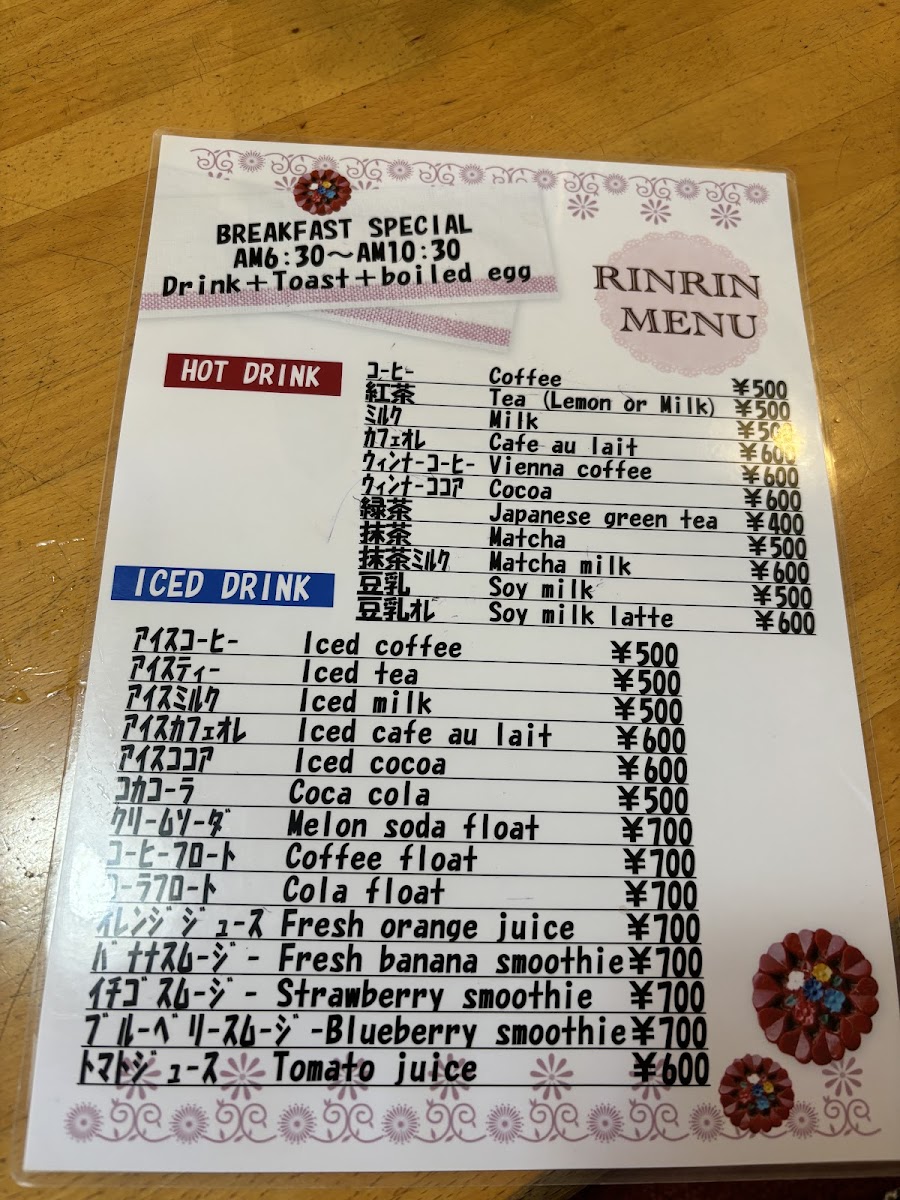 BREAKFAST SPECIAL
AM6:30～AM10:30
Drink＋Toast＋boiled egg
RINRIN
MENU
HOT DRINK
ｺｰﾋｰ Coffee ￥500
紅茶 Tea (Lemon or Milk) ￥500
ﾐﾙｸ Milk ￥500
ｶﾌｪｵﾚ Cafe au lait ￥600
ｳｨﾝﾅｰｺｰﾋｰ Vienna coffee ￥600
ｳｨﾝﾅｰｺｺｱ Cocoa ￥600
緑茶 Japanese green tea ￥400
抹茶 Matcha ￥500
抹茶ﾐﾙｸ Matcha milk ￥600
豆乳 Soy milk ￥500
豆乳ｵﾚ Soy milk latte ￥600
ICED DRINK
ｱｲｽｺｰﾋｰ Iced coffee ￥500
ｱｲｽﾃｨｰ Iced tea ￥500
ｱｲｽﾐﾙｸ Iced milk ￥500
ｱｲｽｶﾌｪｵﾚ Iced cafe au lait ￥600
ｱｲｽｺｺｱ Iced cocoa ￥600
ｺｶｺｰﾗ Coca cola ￥500
ｸﾘｰﾑｿｰﾀﾞ Melon soda float ￥700
ｺｰﾋｰﾌﾛｰﾄ Coffee float ￥700
ｺｰﾗﾌﾛｰﾄ Cola float ￥700
ｵﾚﾝｼﾞｼﾞｭｰｽ Fresh orange juice ￥700
ﾊﾞﾅﾅｽﾑｰｼﾞｰ Fresh banana smoothie ￥700
ｲﾁｺﾞｽﾑｰｼﾞｰ Strawberry smoothie ￥700
ﾌﾞﾙｰﾍﾞﾘｰｽﾑｰｼﾞｰ Blueberry smoothie ￥700
ﾄﾏﾄｼﾞｭｰｽ Tomato juice ￥600